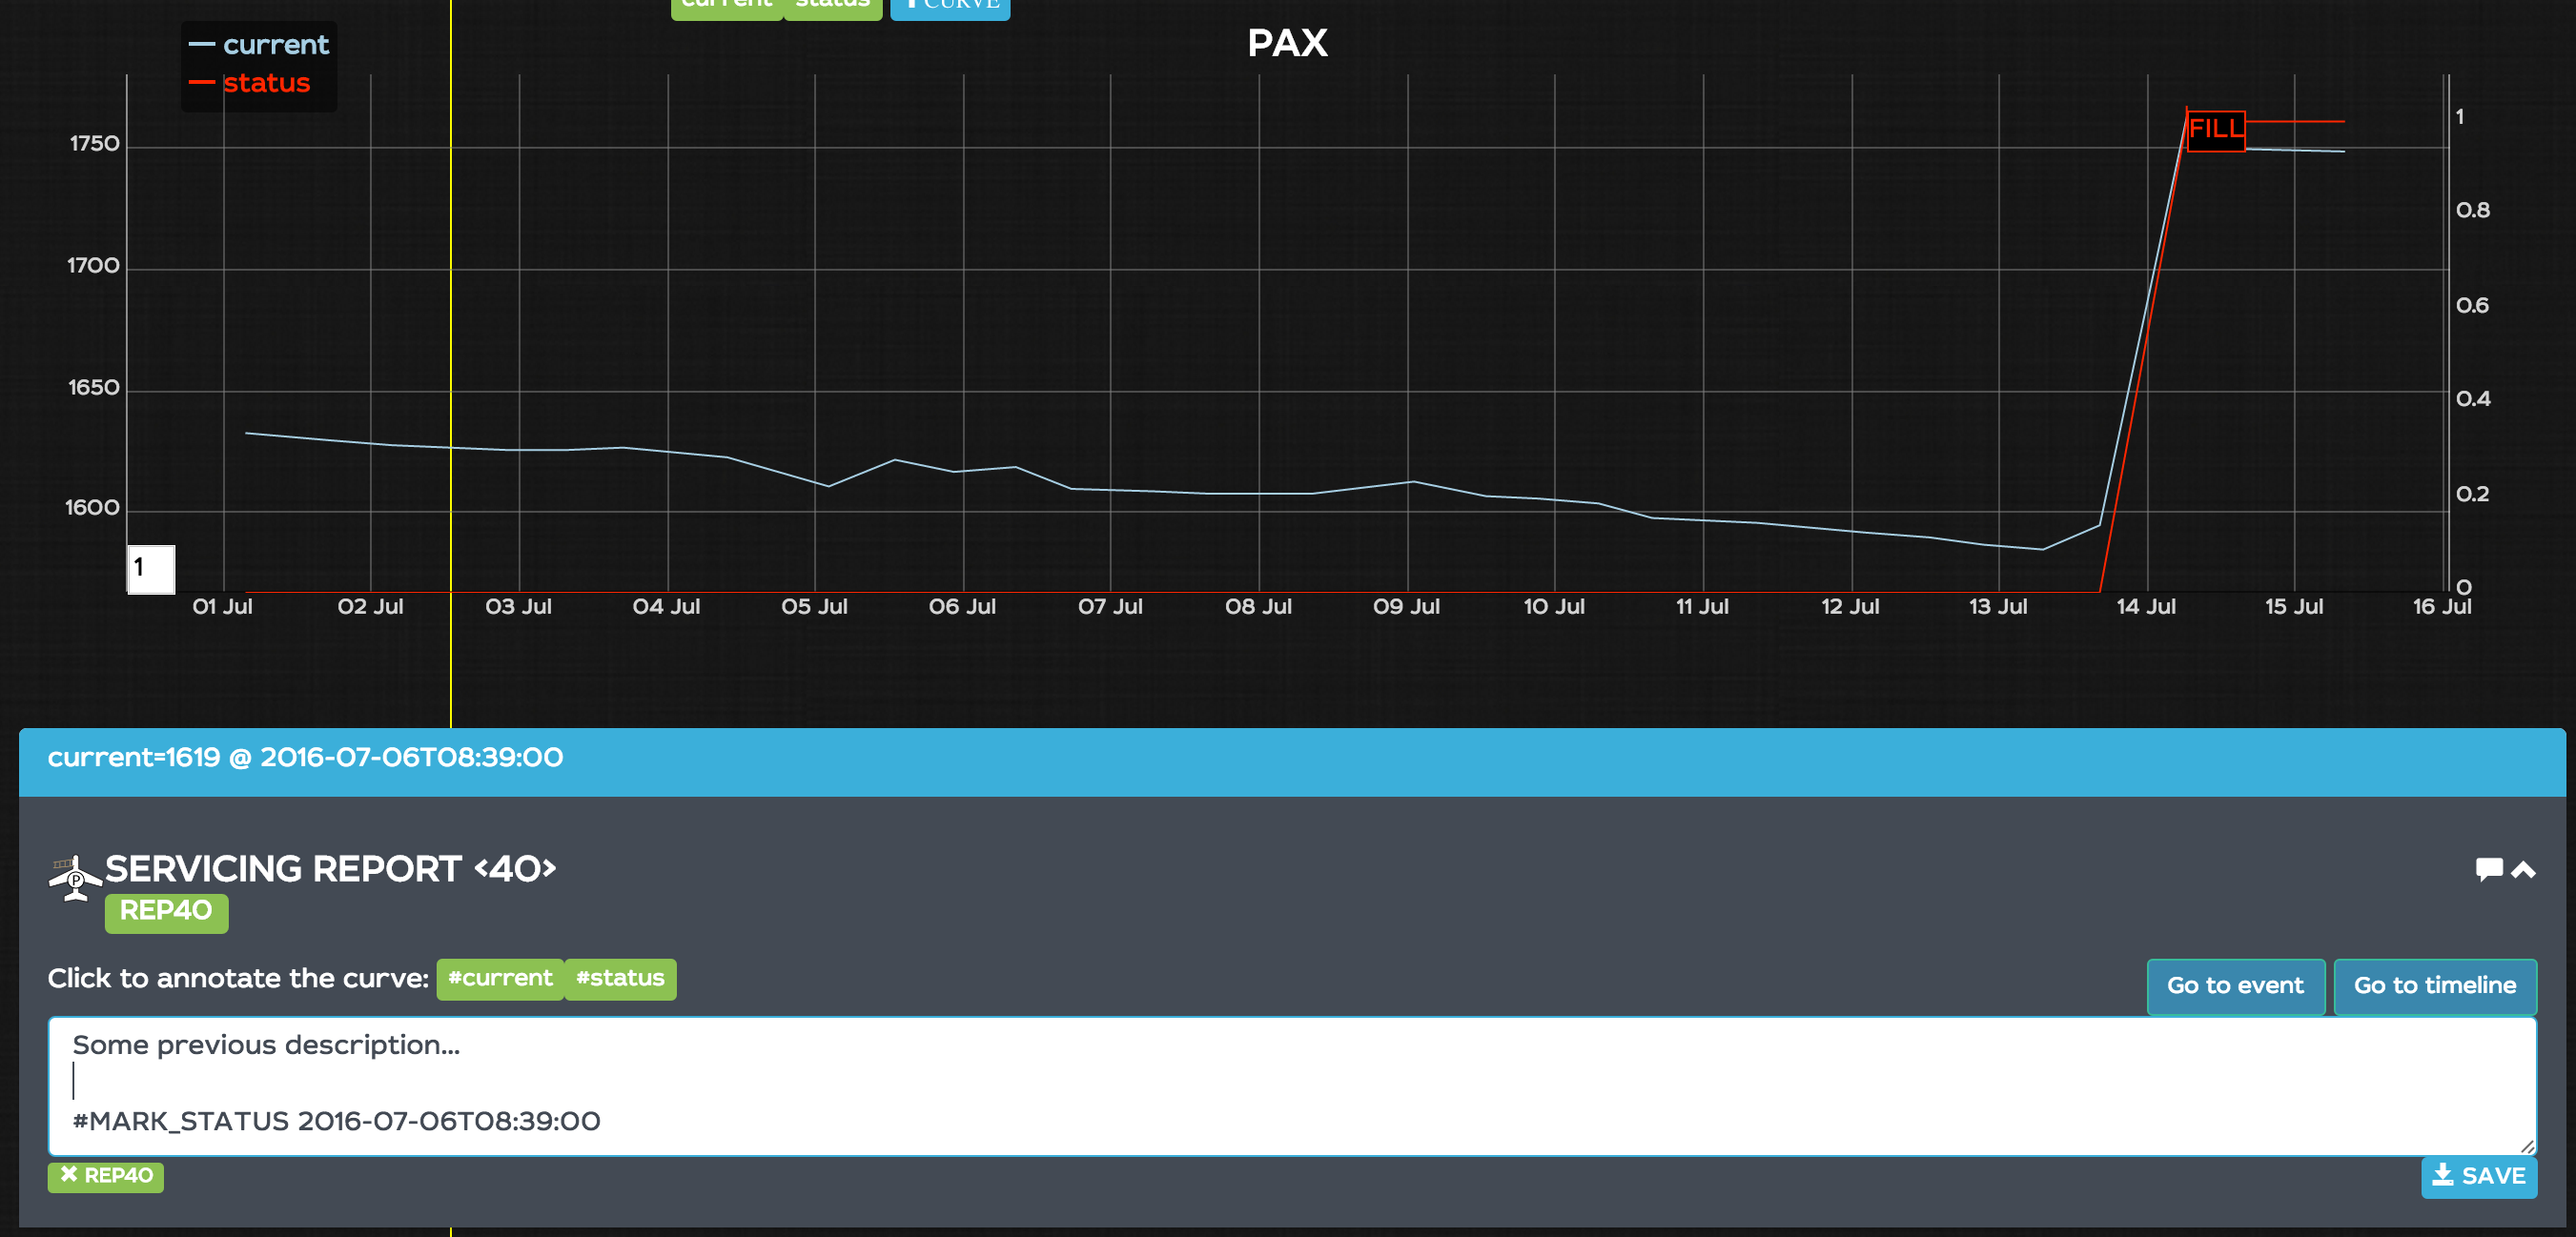 current status CURVE
PAX
current
status
1750
1700
1650
1600
1
0.8
0.6
0.4
0.2
0
FILL
1
01 Jul 02 Jul 03 Jul 04 Jul 05 Jul 06 Jul 07 Jul 08 Jul 09 Jul 10 Jul 11 Jul 12 Jul 13 Jul 14 Jul 15 Jul 16 Jul
current=1619 @ 2016-07-06T08:39:00
P
SERVICING REPORT <40>
REP40
Click to annotate the curve: #current #status
Go to event Go to timeline
Some previous description...
#MARK_STATUS 2016-07-06T08:39:00
REP40
SAVE